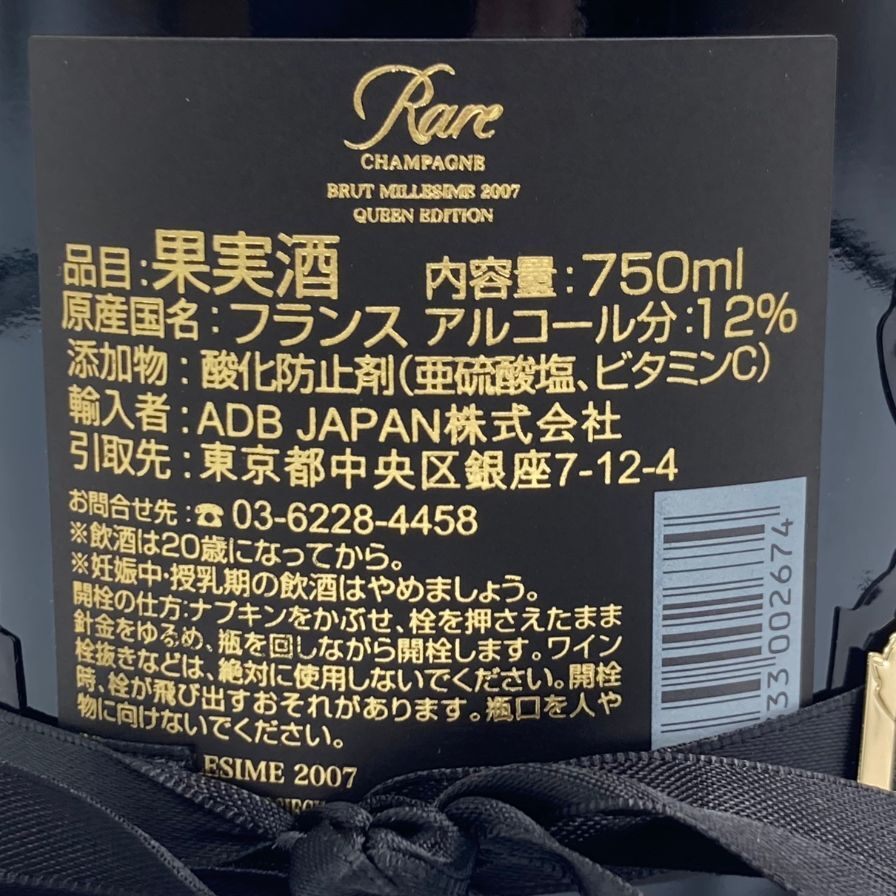 Rare
CHAMPAGNE
BRUT MILLESIME 2007
QUEEN EDITION
品目:果実酒 内容量:750ml
原産国名:フランス アルコール分:12%
添加物:酸化防止剤(亜硫酸塩、ビタミンC)
輸入者:ADB JAPAN株式会社
引取先:東京都中央区銀座7-12-4
お問合せ先:☎03-6228-4458
※飲酒は20歳になってから。
※妊娠中・授乳期の飲酒はやめましょう。
開栓の仕方:ナプキンをかぶせ、栓を押さえたまま
針金をゆるめ、瓶を回しながら開栓します。ワイン
栓抜きなどは、絶対に使用しないでください。開栓
時、栓が飛び出すおそれがあります。瓶口を人や
物に向けないでください。
33 002674
ESIME 2007